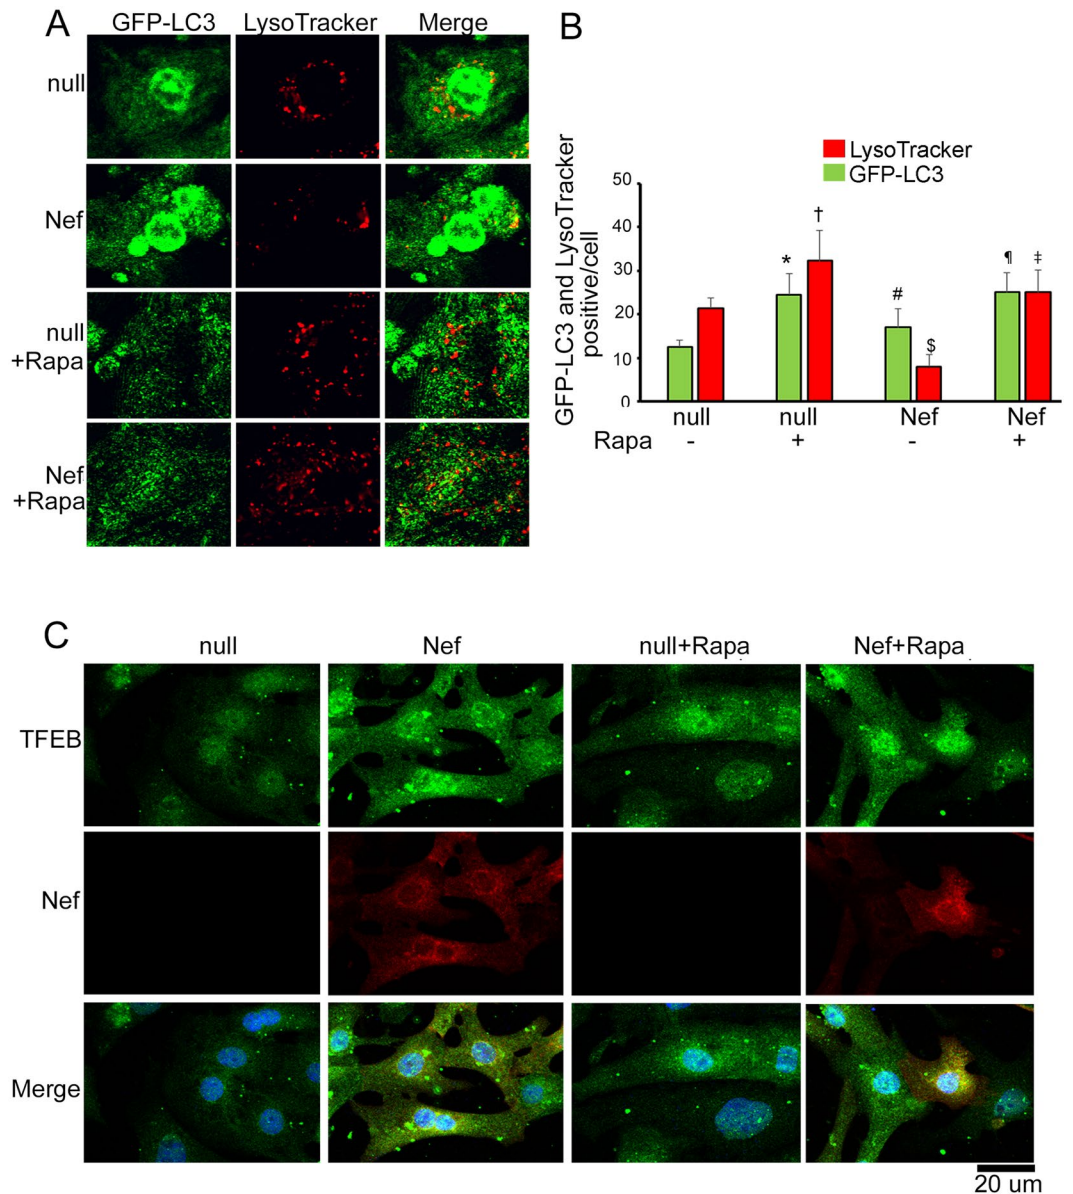 A
GFP-LC3 LysoTracker Merge
null
Nef
null
+Rapa
Nef
+Rapa
B
GFP-LC3 and LysoTracker
positive/cell
LysoTracker
GFP-LC3
50
40
30
20
10
0
* † # $ ¶ ‡
null null Nef Nef
Rapa - + - +
C
null Nef null+Rapa Nef+Rapa
TFEB
Nef
Merge
20 um